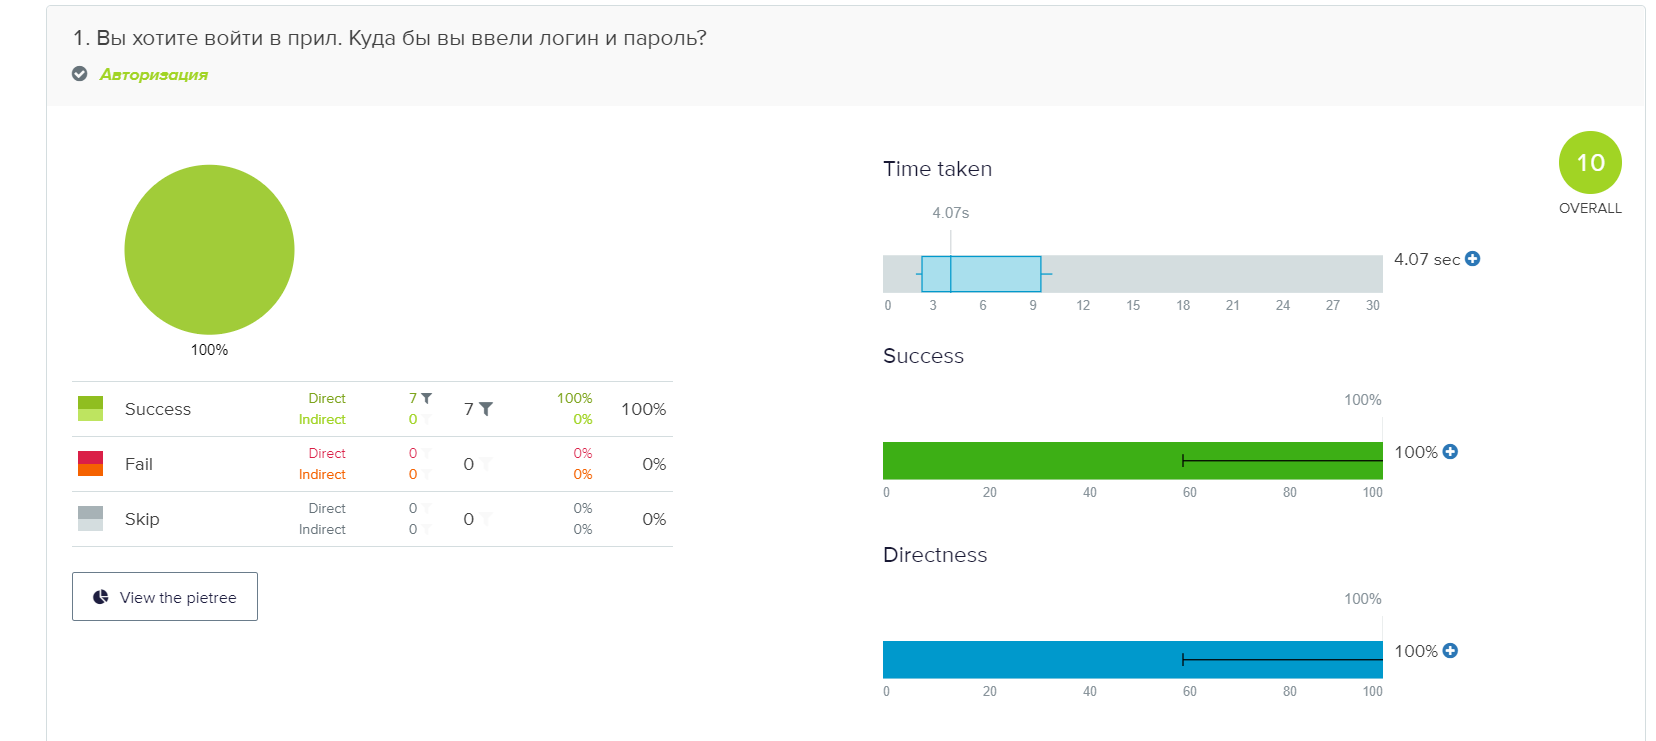 1. Вы хотите войти в прил. Куда бы вы ввели логин и пароль?
Авторизация
100%
Success
Direct 7
Indirect 0
7
100%
0%
100%
Fail
Direct 0
Indirect 0
0
0%
0%
0%
Skip
Direct 0
Indirect 0
0
0%
0%
0%
View the pietree
10
OVERALL
Time taken
4.07s
4.07 sec
0 3 6 9 12 15 18 21 24 27 30
Success
100%
100%
0 20 40 60 80 100
Directness
100%
100%
0 20 40 60 80 100